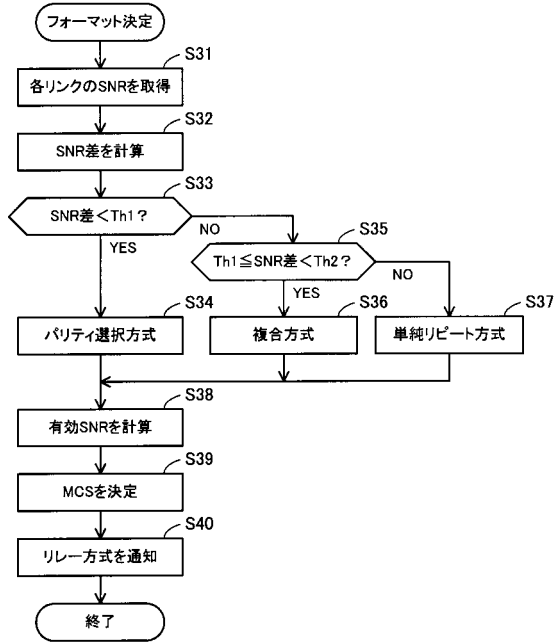 フォーマット決定
S31
各リンクのSNRを取得
S32
SNR差を計算
S33
SNR差<Th1?
NO
YES
S35
Th1≦SNR差<Th2?
NO
YES
S34
パリティ選択方式
S36
複合方式
S37
単純リピート方式
S38
有効SNRを計算
S39
MCSを決定
S40
リレー方式を通知
終了